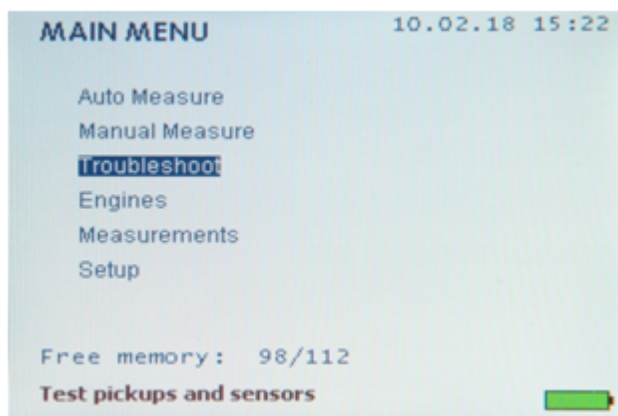 MAIN MENU 10.02.18 15:22
Auto Measure
Manual Measure
Troubleshoot
Engines
Measurements
Setup
Free memory: 98/112
Test pickups and sensors